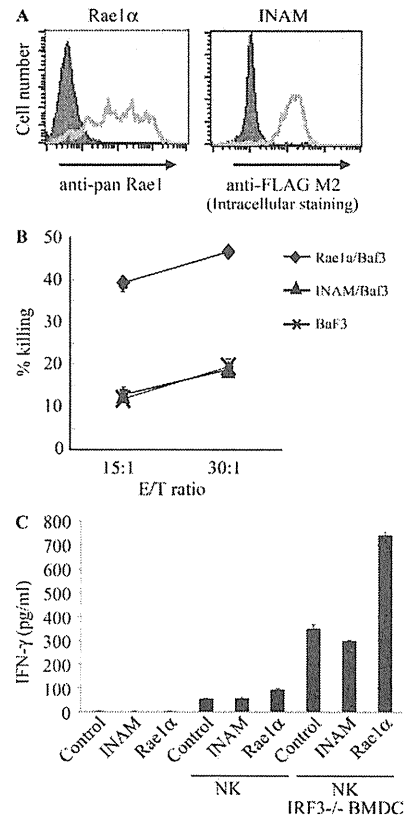 A
Rae1α
INAM
Cell number
anti-pan Rae1
anti-FLAG M2
(Intracellular staining)
B
% killing
50
40
30
20
10
0
15:1
30:1
E/T ratio
Rae1a/Baf3
INAM/Baf3
BaF3
C
IFN-γ (pg/ml)
800
700
600
500
400
300
200
100
0
Control
INAM
Rae1α
Control
INAM
Rae1α
Control
INAM
Rae1α
NK
NK
IRF3-/- BMDC